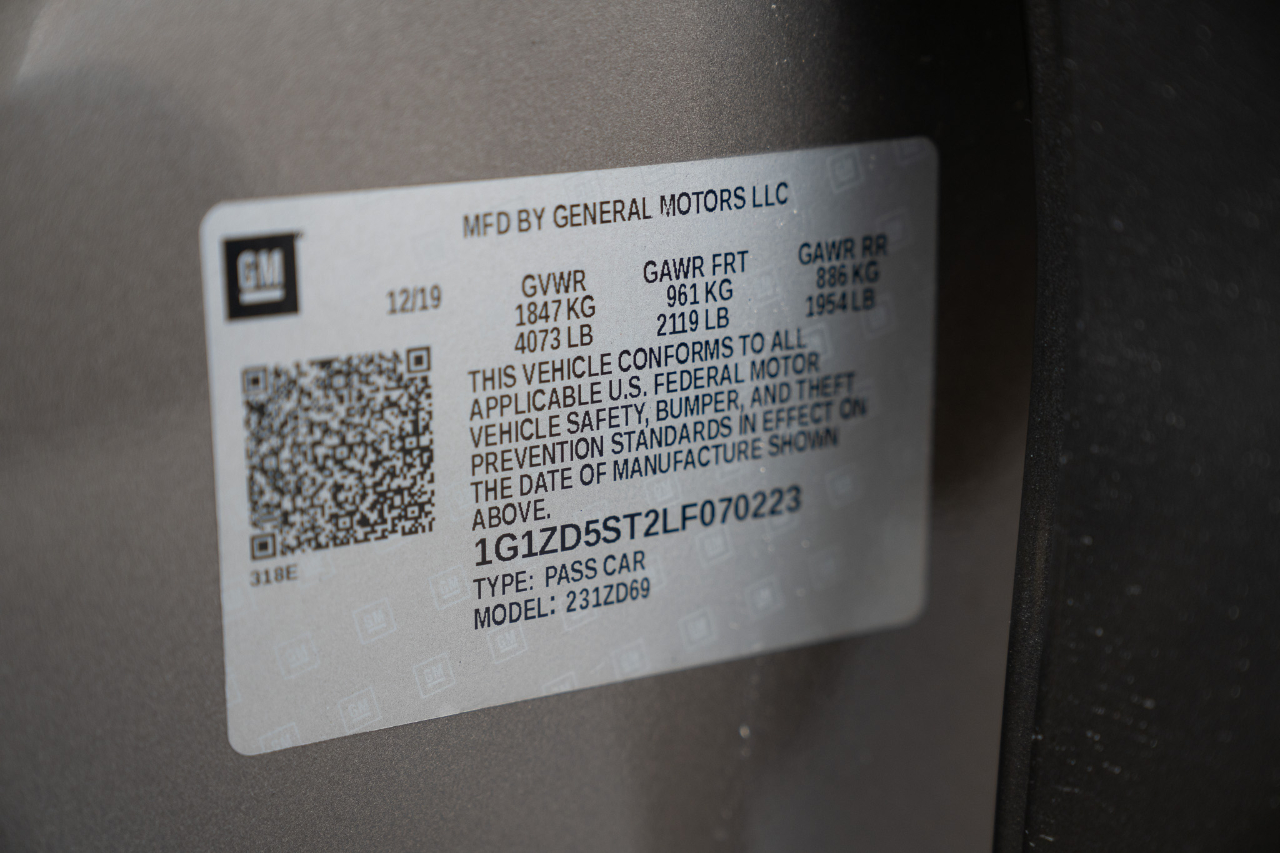 MFD BY GENERAL MOTORS LLC
GM
12/19
GVWR
1847 KG
4073 LB
GAWR FRT
961 KG
2119 LB
GAWR RR
886 KG
1954 LB
THIS VEHICLE CONFORMS TO ALL
APPLICABLE U.S. FEDERAL MOTOR
VEHICLE SAFETY, BUMPER, AND THEFT
PREVENTION STANDARDS IN EFFECT ON
THE DATE OF MANUFACTURE SHOWN
ABOVE.
1G1ZD5ST2LF070223
TYPE: PASS CAR
MODEL: 231ZD69
318E